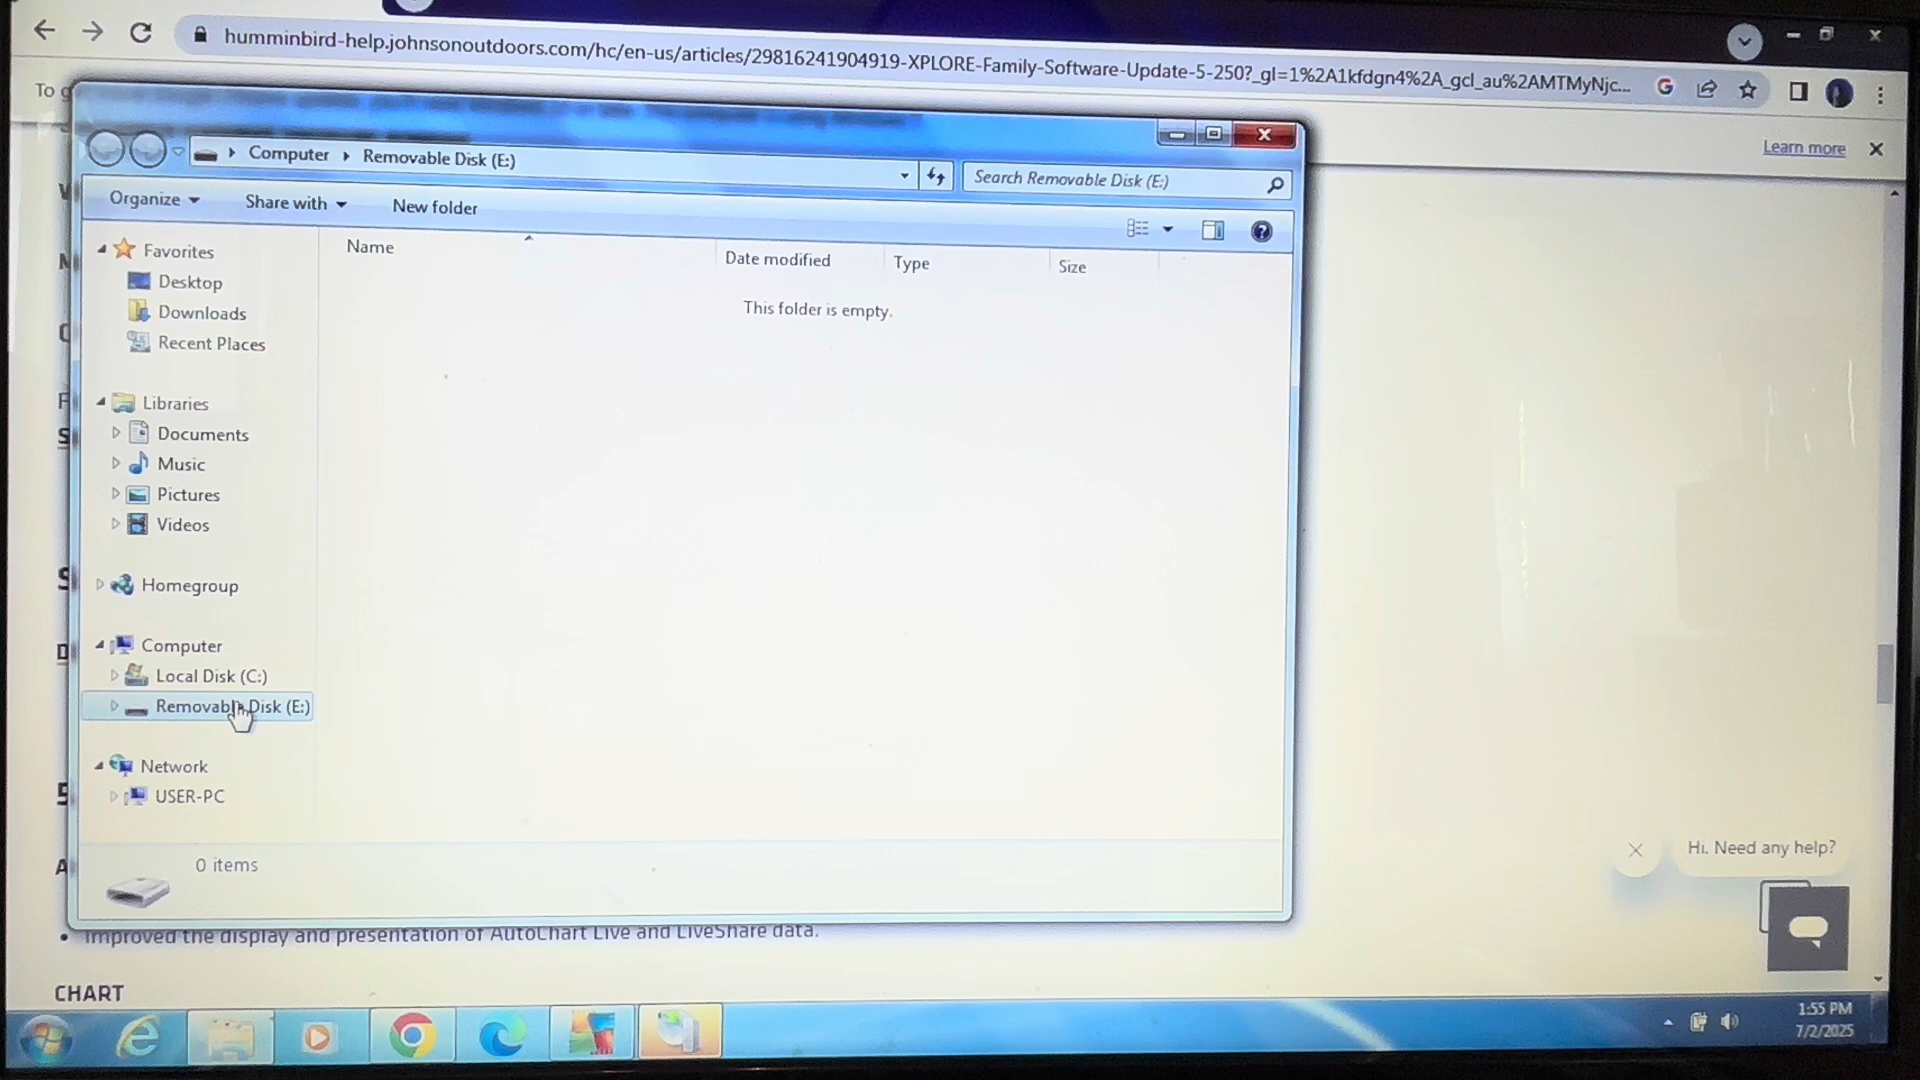 humminbird-help.johnsonoutdoors.com/hc/en-us/articles/29816241904919-XPLORE-Family-Software-Update-5-250?_gl=1%2A1kfdgn4%2A_gcl_au%2AMTMyNjc...
To g
Learn more
Computer Removable Disk (E:)
Search Removable Disk (E:)
Organize Share with New folder
Name Date modified Type Size
This folder is empty.
Favorites
Desktop
Downloads
Recent Places
Libraries
Documents
Music
Pictures
Videos
Homegroup
Computer
Local Disk (C:)
Removable Disk (E:)
Network
USER-PC
0 items
Hi. Need any help?
• Improved the display and presentation of AutoChart Live and LiveShare data.
CHART
1:55 PM
7/2/2025